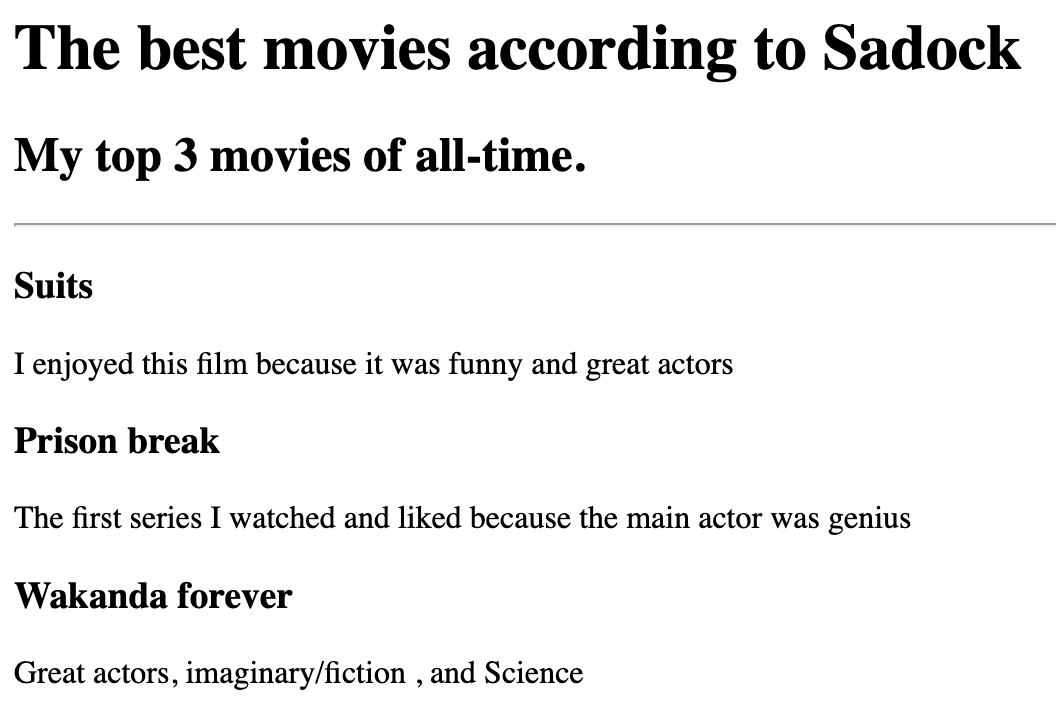 The best movies according to Sadock
My top 3 movies of all-time.
Suits
I enjoyed this film because it was funny and great actors
Prison break
The first series I watched and liked because the main actor was genius
Wakanda forever
Great actors, imaginary/fiction , and Science